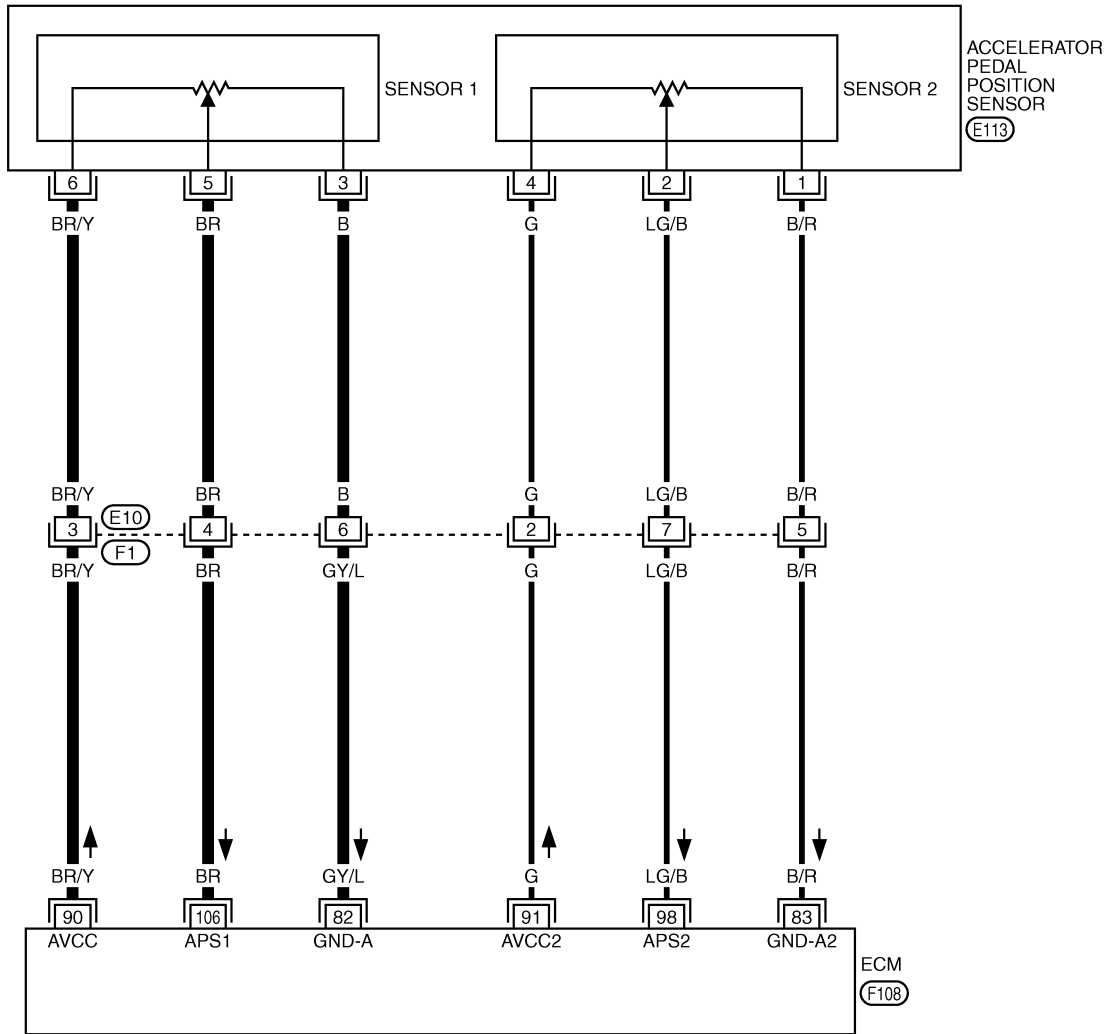 SENSOR 1
SENSOR 2
ACCELERATOR
PEDAL
POSITION
SENSOR
E113
6 5 3 4 2 1
BR/Y BR B G LG/B B/R
BR/Y BR B G LG/B B/R
E10
3 4 6 2 7 5
F1
BR/Y BR GY/L G LG/B B/R
BR/Y BR GY/L G LG/B B/R
90 106 82 91 98 83
AVCC APS1 GND-A AVCC2 APS2 GND-A2
ECM
F108